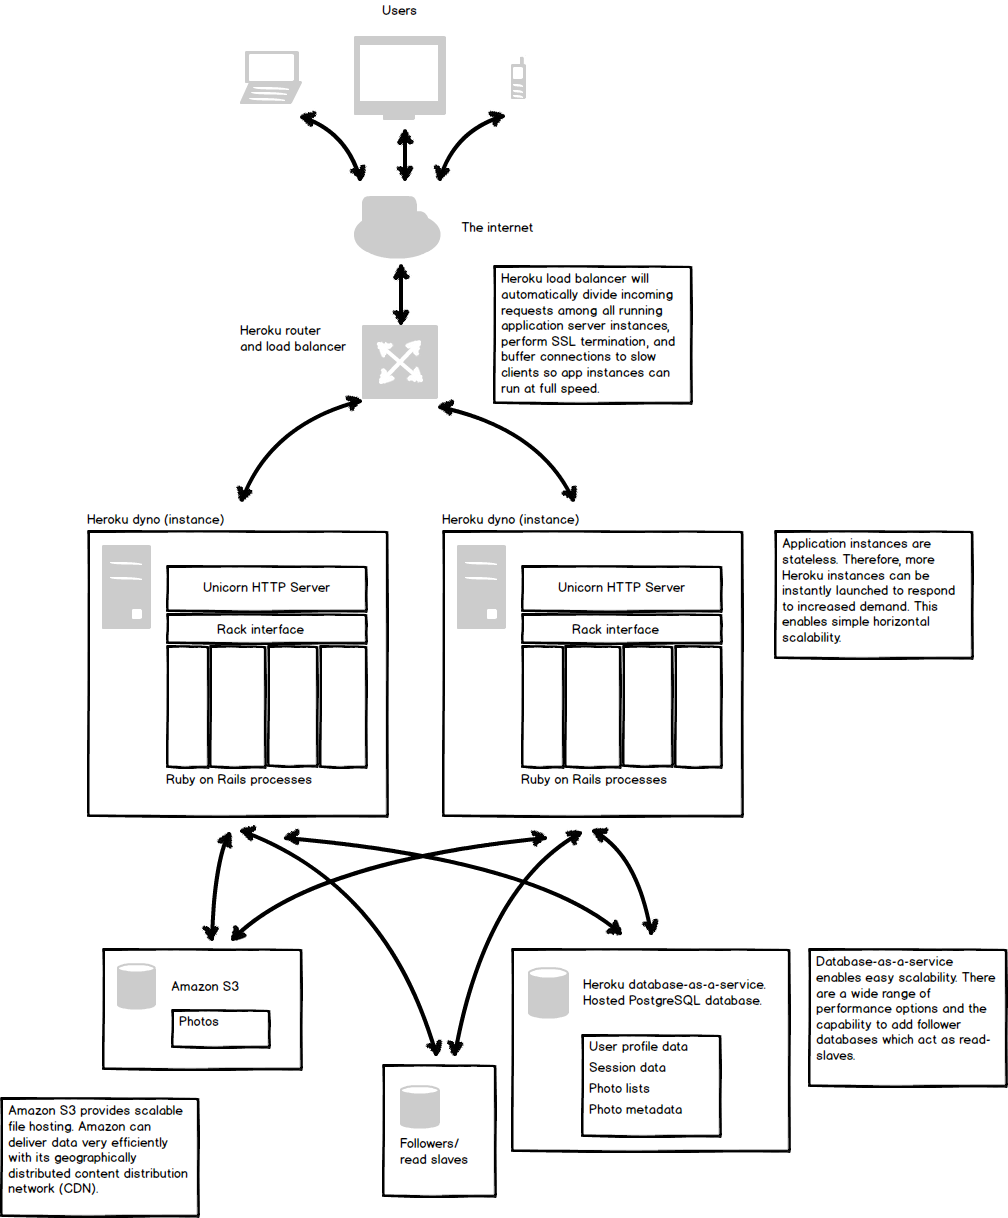 Users
The internet
Heroku load balancer will
automatically divide incoming
requests among all running
application server instances,
perform SSL termination, and
buffer connections to slow
clients so app instances can
run at full speed.
Heroku router
and load balancer
Heroku dyno (instance)
Unicorn HTTP Server
Rack interface
Ruby on Rails processes
Heroku dyno (instance)
Unicorn HTTP Server
Rack interface
Ruby on Rails processes
Application instances are
stateless. Therefore, more
Heroku instances can be
instantly launched to respond
to increased demand. This
enables simple horizontal
scalability.
Amazon S3
Photos
Heroku database-as-a-service.
Hosted PostgreSQL database.
User profile data
Session data
Photo lists
Photo metadata
Database-as-a-service
enables easy scalability. There
are a wide range of
performance options and the
capability to add follower
databases which act as read-
slaves.
Followers/
read slaves
Amazon S3 provides scalable
file hosting. Amazon can
deliver data very efficiently
with its geographically
distributed content distribution
network (CDN).